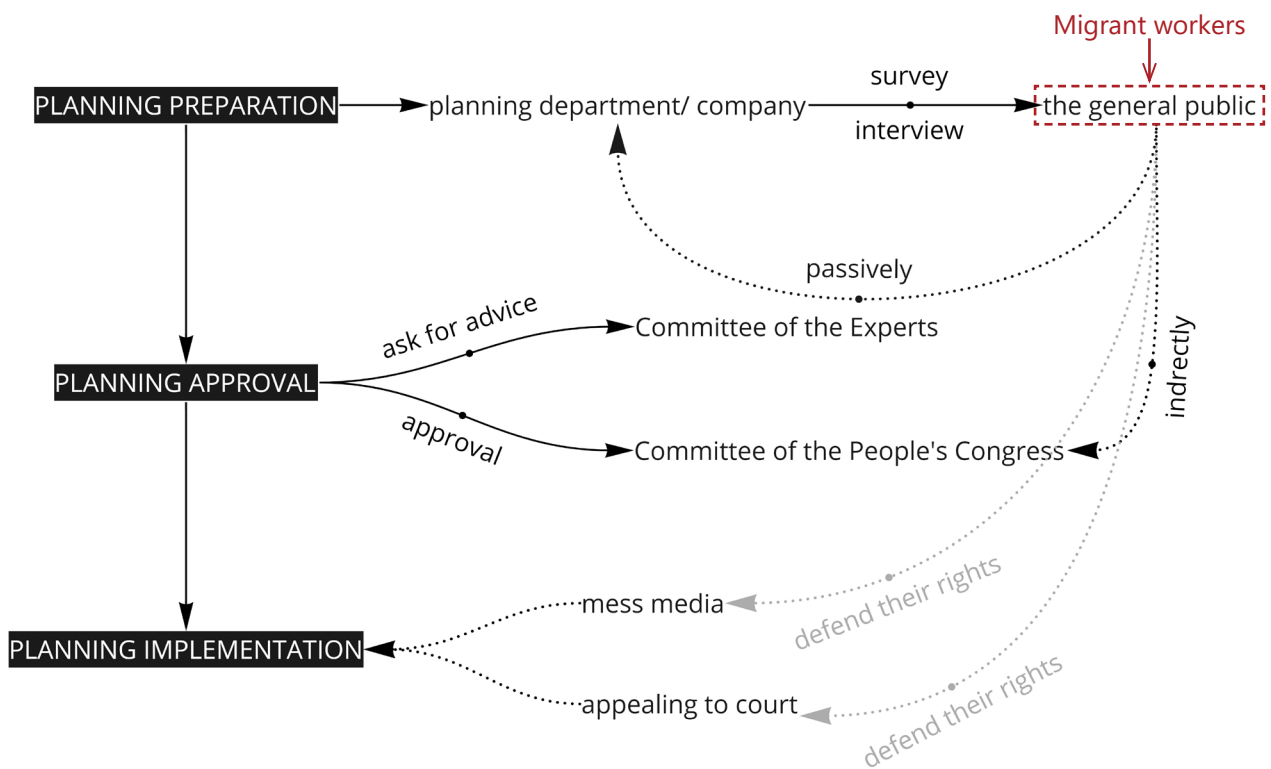 Migrant workers
survey
PLANNING PREPARATION
planning department/ company
the general public
interview
passively
ask for advice
Committee of the Experts
indrectly
PLANNING APPROVAL
approval
Committee of the People's Congress
mess media
defend their rights
PLANNING IMPLEMENTATION
appealing to court
defend their rights